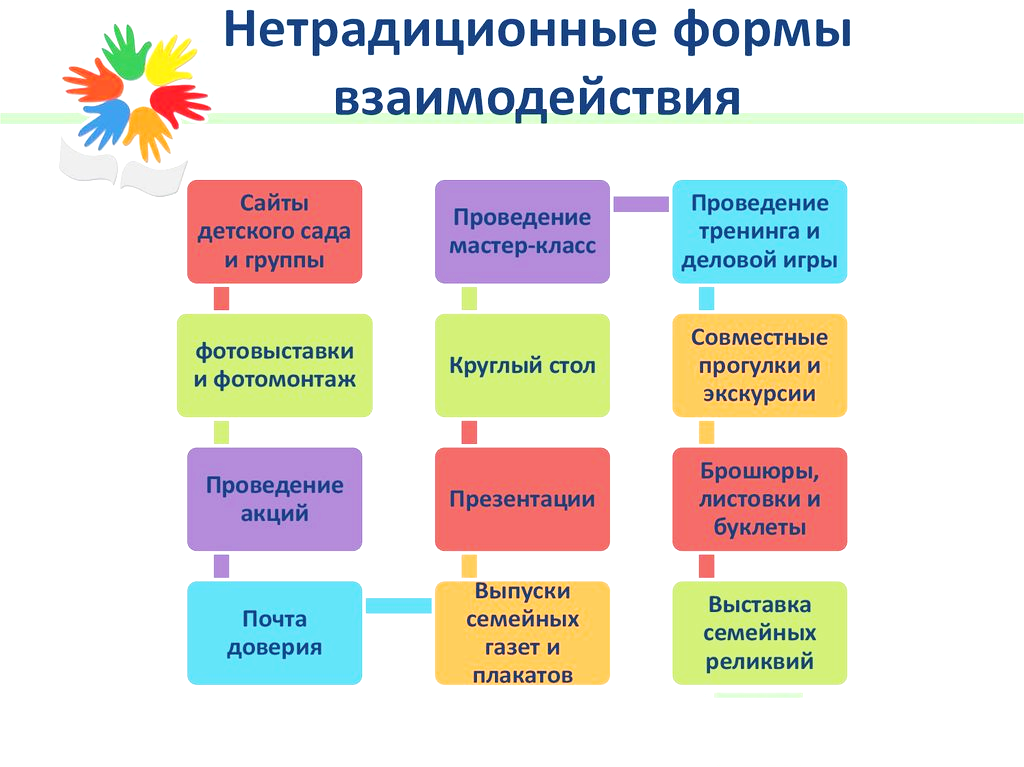 Нетрадиционные формы
взаимодействия
Сайты
детского сада
и группы
фотовыставки
и фотомонтаж
Проведение
акций
Почта
доверия
Выпуски
семейных
газет и
плакатов
Презентации
Круглый стол
Проведение
мастер-класс
Проведение
тренинга и
деловой игры
Совместные
прогулки и
экскурсии
Брошюры,
листовки и
буклеты
Выставка
семейных
реликвий